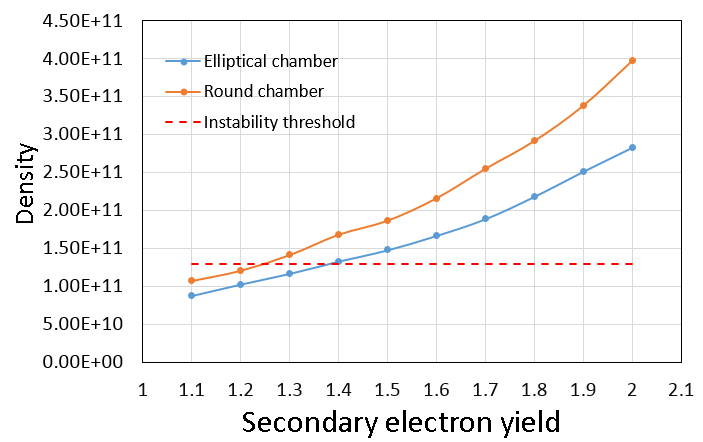 4.50E+11
4.00E+11
3.50E+11
3.00E+11
2.50E+11
2.00E+11
1.50E+11
1.00E+11
5.00E+10
0.00E+00
Density
Elliptical chamber
Round chamber
Instability threshold
1 1.1 1.2 1.3 1.4 1.5 1.6 1.7 1.8 1.9 2 2.1
Secondary electron yield